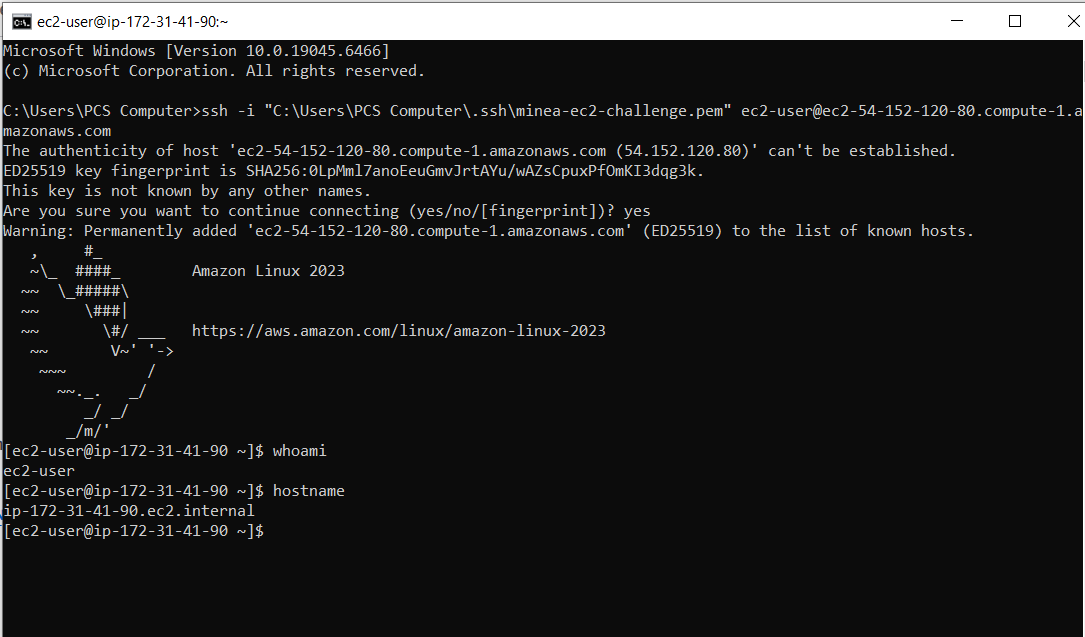 ec2-user@ip-172-31-41-90:~
Microsoft Windows [Version 10.0.19045.6466]
(c) Microsoft Corporation. All rights reserved.

C:\Users\PCS Computer>ssh -i "C:\Users\PCS Computer\.ssh\minea-ec2-challenge.pem" ec2-user@ec2-54-152-120-80.compute-1.a
mazonaws.com
The authenticity of host 'ec2-54-152-120-80.compute-1.amazonaws.com (54.152.120.80)' can't be established.
ED25519 key fingerprint is SHA256:0LpMml7anoEeuGmvJrtAYu/wAZsCpuxPfOmKI3dqg3k.
This key is not known by any other names.
Are you sure you want to continue connecting (yes/no/[fingerprint])? yes
Warning: Permanently added 'ec2-54-152-120-80.compute-1.amazonaws.com' (ED25519) to the list of known hosts.
   ,     #_
   ~\_  ####_        Amazon Linux 2023
  ~~  \_#####\
  ~~     \###|
  ~~       \#/ ___   https://aws.amazon.com/linux/amazon-linux-2023
   ~~       V~' '->
    ~~~         /
      ~~._.   _/
         _/ _/
       _/m/'
[ec2-user@ip-172-31-41-90 ~]$ whoami
ec2-user
[ec2-user@ip-172-31-41-90 ~]$ hostname
ip-172-31-41-90.ec2.internal
[ec2-user@ip-172-31-41-90 ~]$